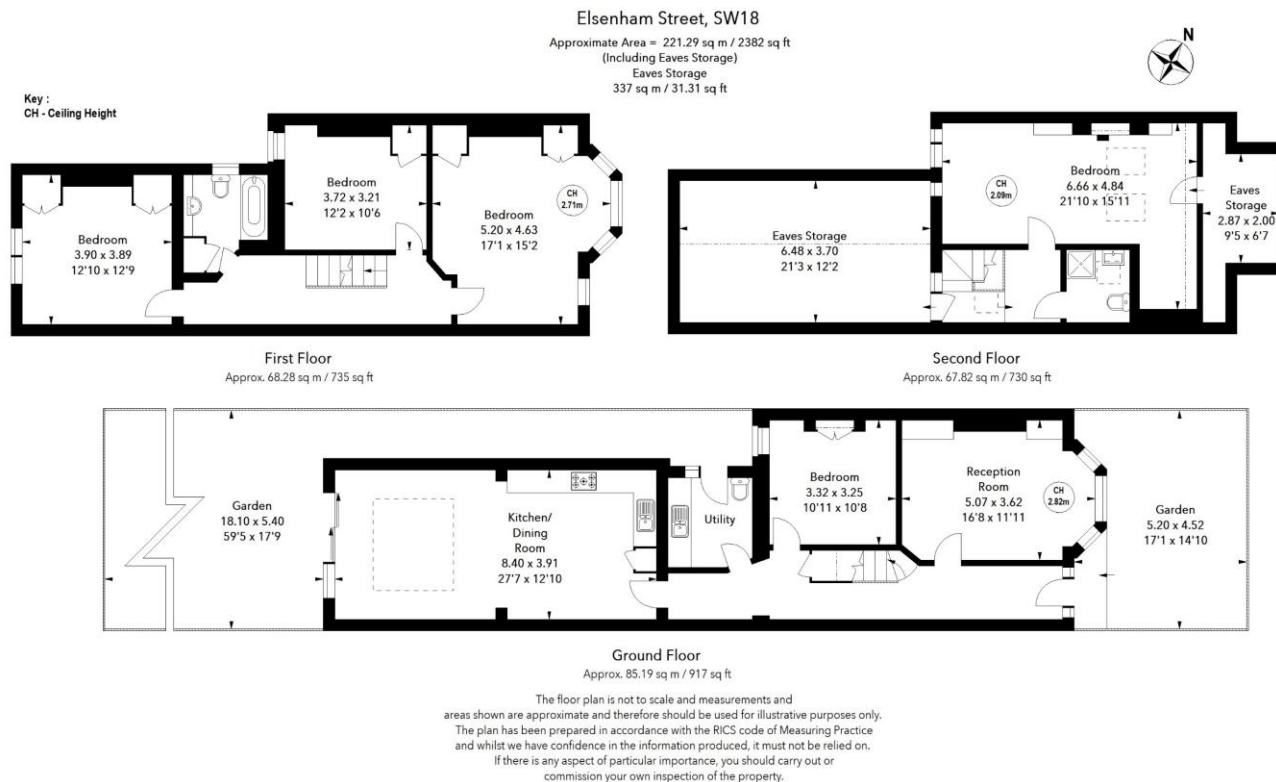 Elsenham Street, SW18
Approximate Area = 221.29 sq m / 2382 sq ft
(Including Eaves Storage)
Eaves Storage
337 sq m / 31.31 sq ft
N
Key :
CH - Ceiling Height
Bedroom
3.90 x 3.89
12'10 x 12'9
Bedroom
3.72 x 3.21
12'2 x 10'6
Bedroom
5.20 x 4.63
17'1 x 15'2
CH
2.71m
First Floor
Approx. 68.28 sq m / 735 sq ft
Eaves Storage
6.48 x 3.70
21'3 x 12'2
CH
2.09m
Bedroom
6.66 x 4.84
21'10 x 15'11
Eaves
Storage
2.87 x 2.00
9'5 x 6'7
Second Floor
Approx. 67.82 sq m / 730 sq ft
Garden
18.10 x 5.40
59'5 x 17'9
Kitchen/
Dining
Room
8.40 x 3.91
27'7 x 12'10
Utility
Bedroom
3.32 x 3.25
10'11 x 10'8
Reception
Room
5.07 x 3.62
16'8 x 11'11
CH
2.82m
Garden
5.20 x 4.52
17'1 x 14'10
Ground Floor
Approx. 85.19 sq m / 917 sq ft
The floor plan is not to scale and measurements and
areas shown are approximate and therefore should be used for illustrative purposes only.
The plan has been prepared in accordance with the RICS code of Measuring Practice
and whilst we have confidence in the information produced, it must not be relied on.
If there is any aspect of particular importance, you should carry out or
commission your own inspection of the property.